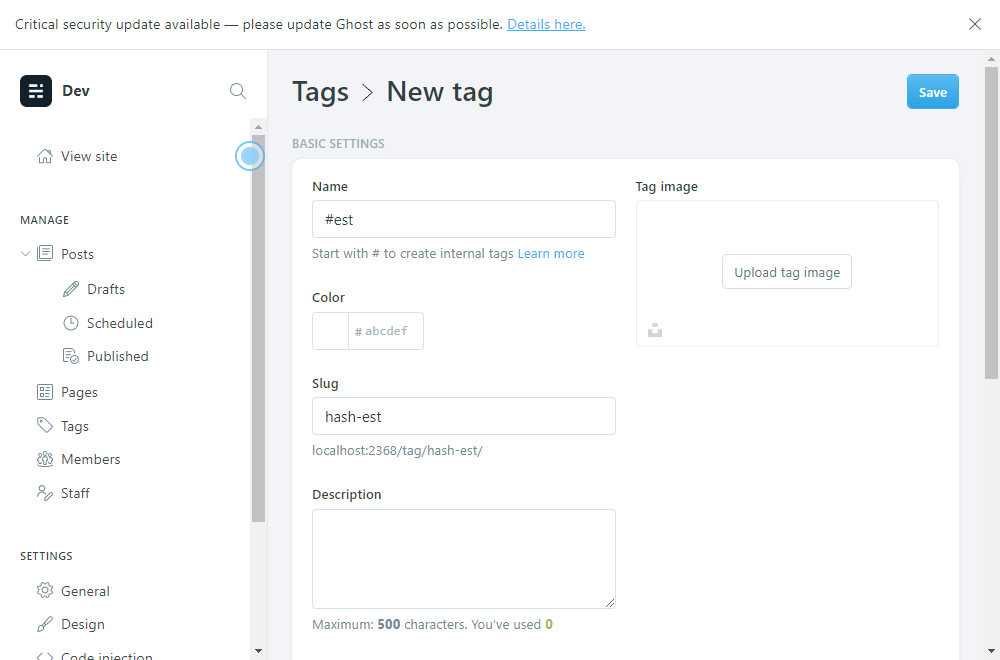 Critical security update available — please update Ghost as soon as possible. Details here.
Dev
View site
MANAGE
Posts
Drafts
Scheduled
Published
Pages
Tags
Members
Staff
SETTINGS
General
Design
Code injection
Tags > New tag
Save
BASIC SETTINGS
Name
#est
Start with # to create internal tags Learn more
Color
# abcdef
Slug
hash-est
localhost:2368/tag/hash-est/
Description
Maximum: 500 characters. You've used 0
Tag image
Upload tag image